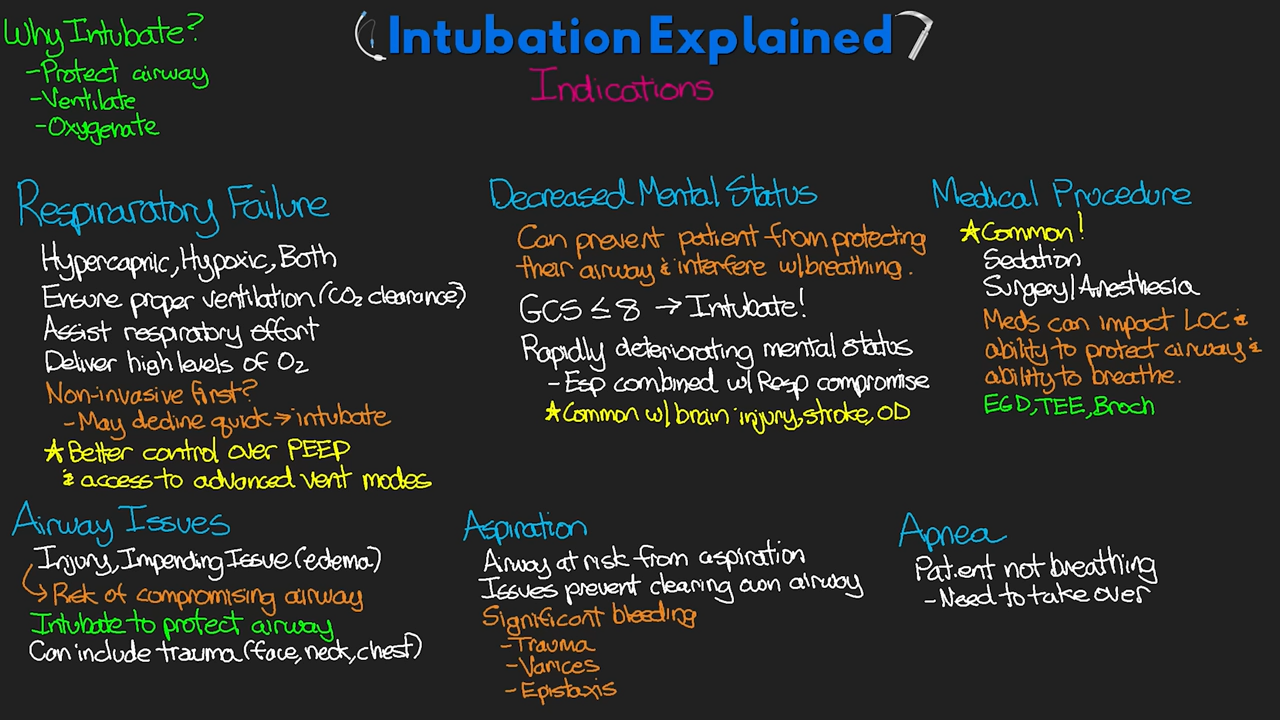 Why Intubate?
-Protect airway
-Ventilate
-Oxygenate
Intubation Explained
Indications
Respiraratory Failure
Hypercapnic, Hypoxic, Both
Ensure proper ventilation (CO2 clearance)
Assist respiratory effort
Deliver high levels of O2
Non-invasive first?
-May decline quick → intubate
★Better control over PEEP
& access to advanced vent modes
Decreased Mental Status
Can prevent patient from protecting
their airway & interfere w/breathing.
GCS ≤ 8 → Intubate!
Rapidly deteriorating mental status
-Esp combined w/Resp compromise
★Common w/ brain injury, stroke, OD
Medical Procedure
★Common!
Sedation
Surgery/Anesthesia
Meds can impact LOC &
ability to protect airway &
ability to breathe.
EGD, TEE, Broch
Airway Issues
Injury, Impending Issue (edema)
↳ Risk of compromising airway
Intubate to protect airway
Can include trauma (face, neck, chest)
Aspiration
Airway at risk from aspiration
Issues prevent clearing own airway
Significant bleeding
-Trauma
-Varices
-Epistaxis
Apnea
Patient not breathing
-Need to take over